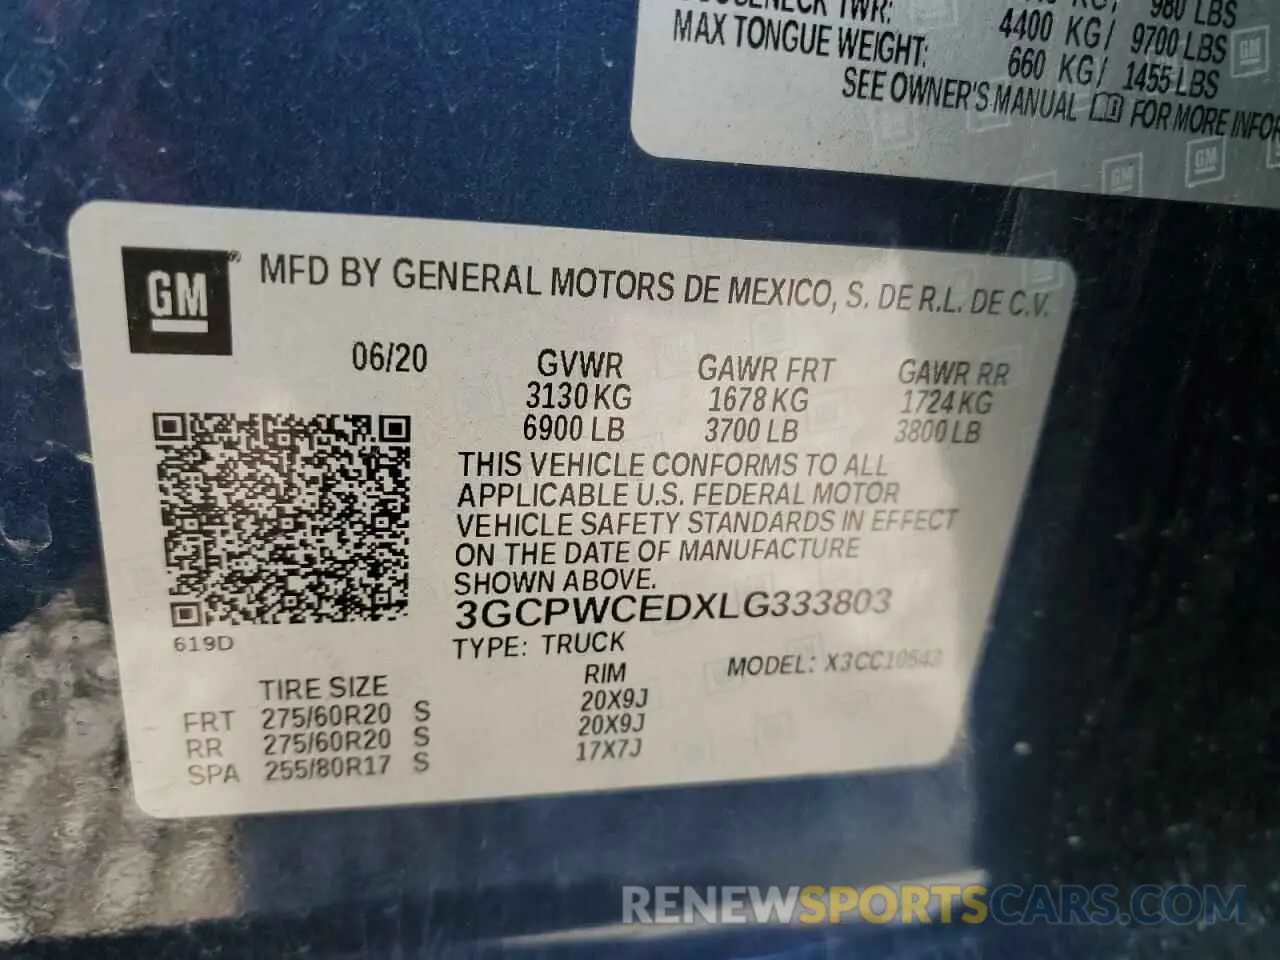 TWR:
980 LBS
4400 KG/ 9700 LBS
MAX TONGUE WEIGHT: 660 KG/ 1455 LBS
SEE OWNER'S MANUAL FOR MORE
GM
MFD BY GENERAL MOTORS DE MEXICO, S. DE R.L. DE C.V.
06/20 GVWR GAWR FRT GAWR RR
3130 KG 1678 KG 1724 KG
6900 LB 3700 LB 3800 LB
THIS VEHICLE CONFORMS TO ALL
APPLICABLE U.S. FEDERAL MOTOR
VEHICLE SAFETY STANDARDS IN EFFECT
ON THE DATE OF MANUFACTURE
SHOWN ABOVE.
3GCPWCEDXLG333803
619D
TYPE: TRUCK
MODEL: X3CC10543
TIRE SIZE RIM
FRT 275/60R20 S 20X9J
RR 275/60R20 S 20X9J
SPA 255/80R17 S 17X7J
RENEWSPORTSCARS.COM